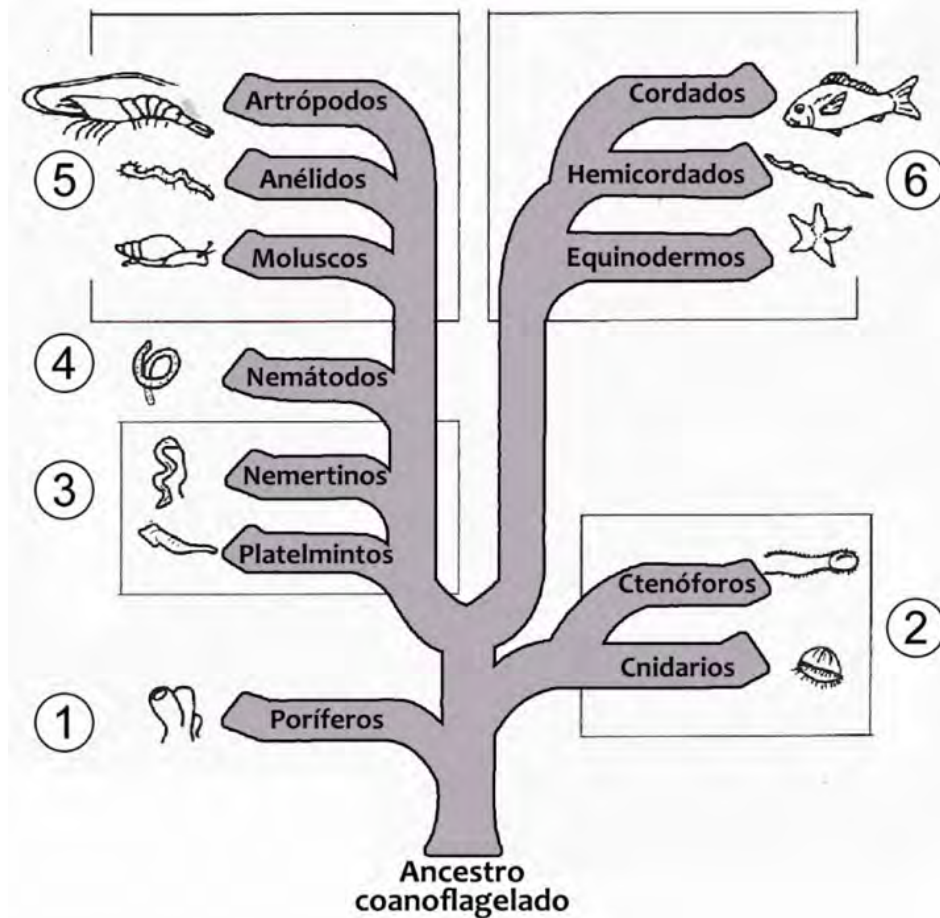 Artrópodos
Cordados
5
Anélidos
Hemicordados
6
Moluscos
Equinodermos
4
Nemátodos
3
Nemertinos
Platelmintos
Ctenóforos
2
Cnidarios
1
Poríferos
Ancestro
coanoflagelado